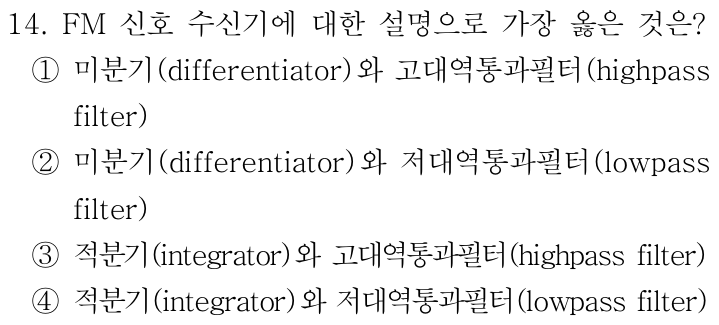 14. FM 신호 수신기에 대한 설명으로 가장 옳은 것은?
① 미분기(differentiator)와 고대역통과필터(highpass
filter)
② 미분기(differentiator)와 저대역통과필터(lowpass
filter)
③ 적분기(integrator)와 고대역통과필터(highpass filter)
④ 적분기(integrator)와 저대역통과필터(lowpass filter)